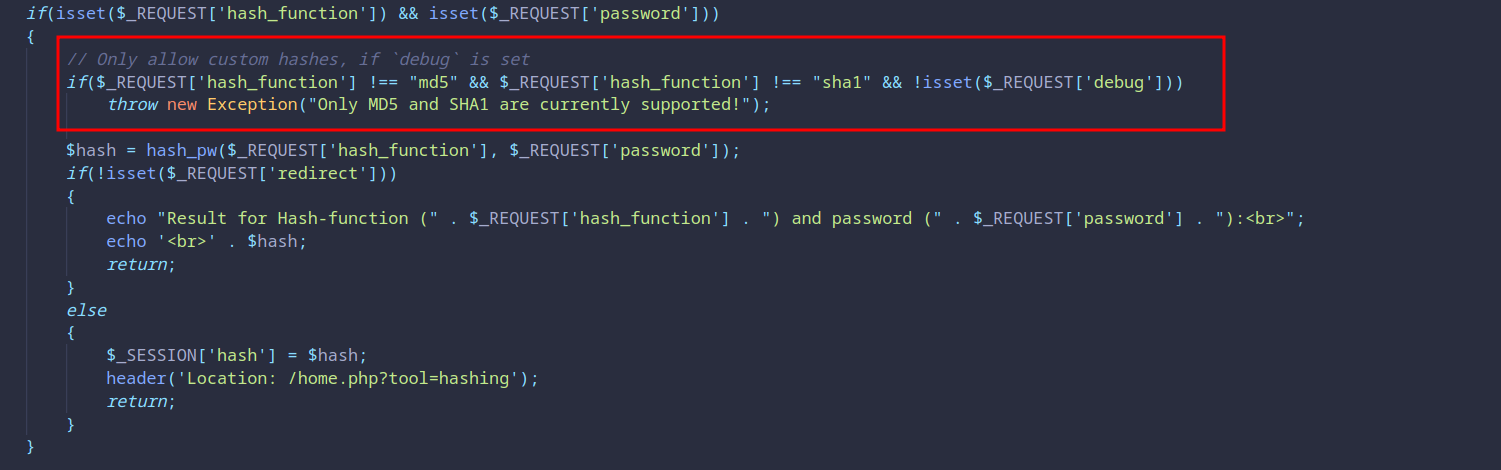 if(isset($_REQUEST['hash_function']) && isset($_REQUEST['password']))
{
// Only allow custom hashes, if `debug` is set
if($_REQUEST['hash_function'] !== "md5" && $_REQUEST['hash_function'] !== "sha1" && !isset($_REQUEST['debug']))
throw new Exception("Only MD5 and SHA1 are currently supported!");
$hash = hash_pw($_REQUEST['hash_function'], $_REQUEST['password']);
if(!isset($_REQUEST['redirect']))
{
echo "Result for Hash-function (" . $_REQUEST['hash_function'] . ") and password (" . $_REQUEST['password'] . "):<br>";
echo '<br>' . $hash;
return;
}
else
{
$_SESSION['hash'] = $hash;
header('Location: /home.php?tool=hashing');
return;
}
}